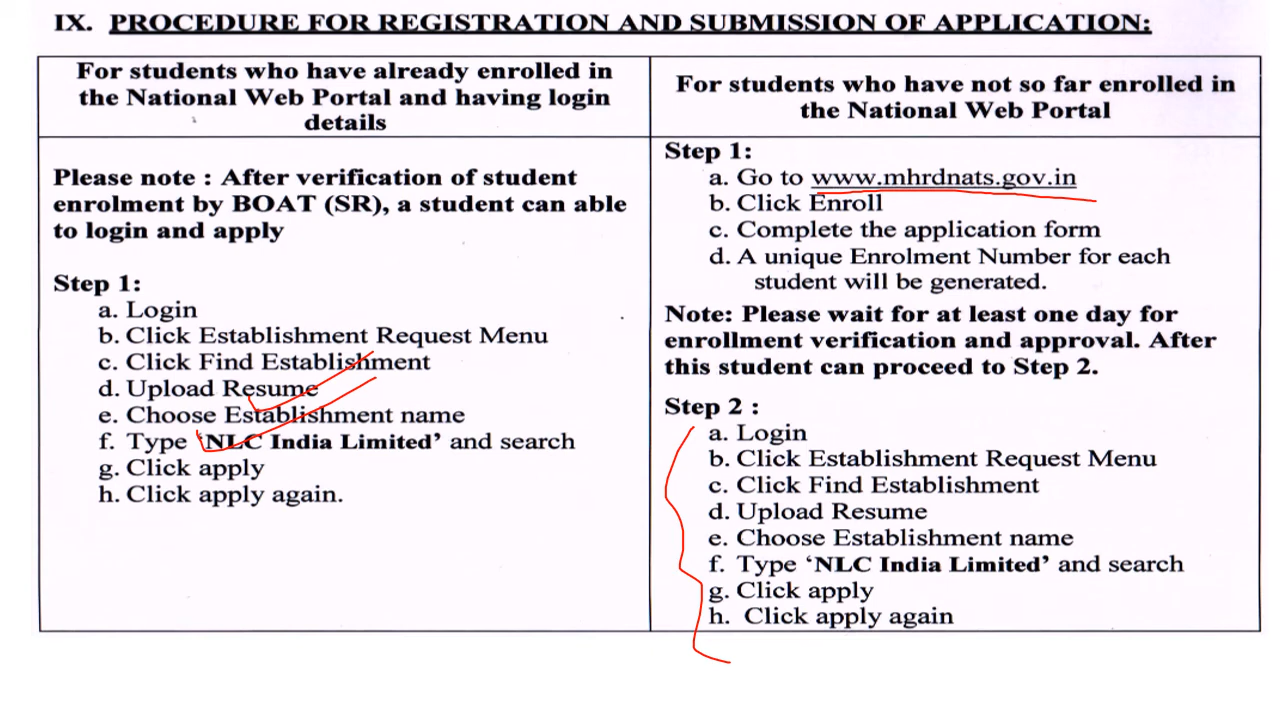 IX. PROCEDURE FOR REGISTRATION AND SUBMISSION OF APPLICATION:
For students who have already enrolled in
the National Web Portal and having login
details
Please note : After verification of student
enrolment by BOAT (SR), a student can able
to login and apply
Step 1:
a. Login
b. Click Establishment Request Menu
c. Click Find Establishment
d. Upload Resume
e. Choose Establishment name
f. Type ‘NLC India Limited’ and search
g. Click apply
h. Click apply again.
For students who have not so far enrolled in
the National Web Portal
Step 1:
a. Go to www.mhrdnats.gov.in
b. Click Enroll
c. Complete the application form
d. A unique Enrolment Number for each
student will be generated.
Note: Please wait for at least one day for
enrollment verification and approval. After
this student can proceed to Step 2.
Step 2 :
a. Login
b. Click Establishment Request Menu
c. Click Find Establishment
d. Upload Resume
e. Choose Establishment name
f. Type ‘NLC India Limited’ and search
g. Click apply
h. Click apply again